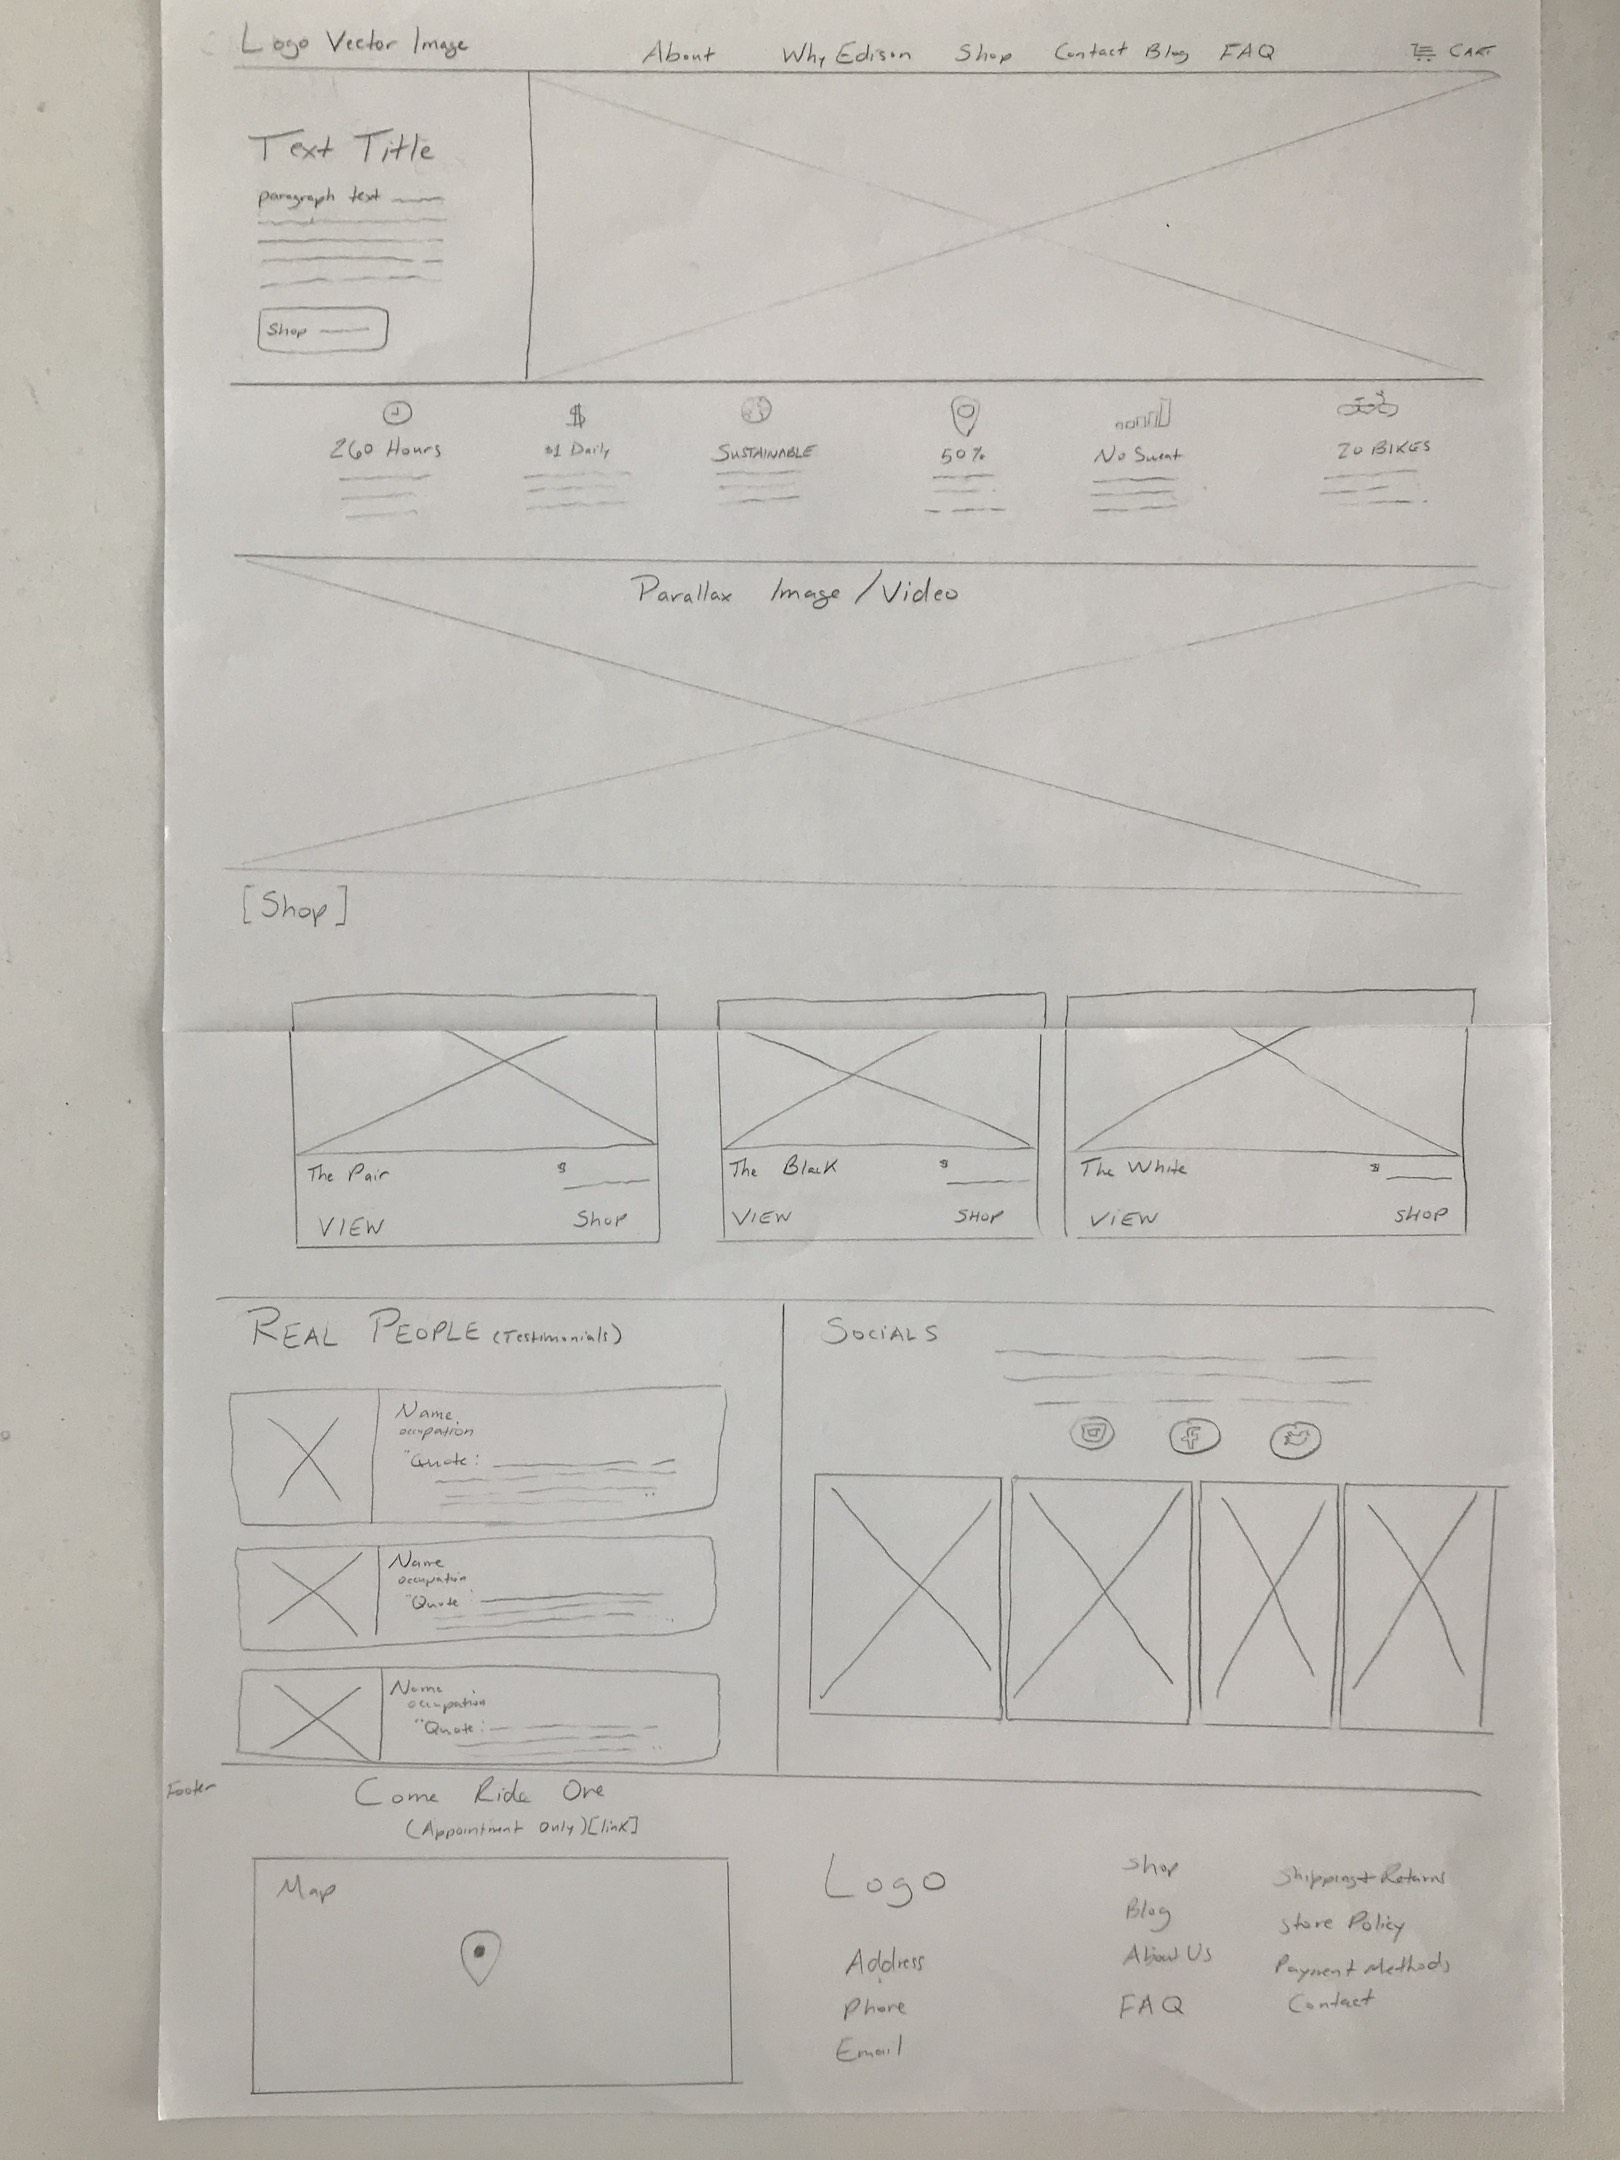 Logo Vector Image
About Why Edison Shop Contact Blog FAQ CART
Text Title
paragraph text
Shop
260 Hours
$1 Daily
SUSTAINABLE
50%
No Sweat
20 BIKES
Parallax Image/Video
[Shop]
The Pair $
VIEW Shop
The Black $
VIEW SHOP
The White $
VIEW SHOP
REAL PEOPLE (Testimonials)
Name
occupation
"Quote:
Name
occupation
"Quote
Name
occupation
"Quote:
SOCIALS
Footer
Come Ride One
(Appointment Only)[link]
Map
Logo
Address
Phone
Email
Shop
Blog
About Us
FAQ
Shipping + Returns
Store Policy
Payment Methods
Contact